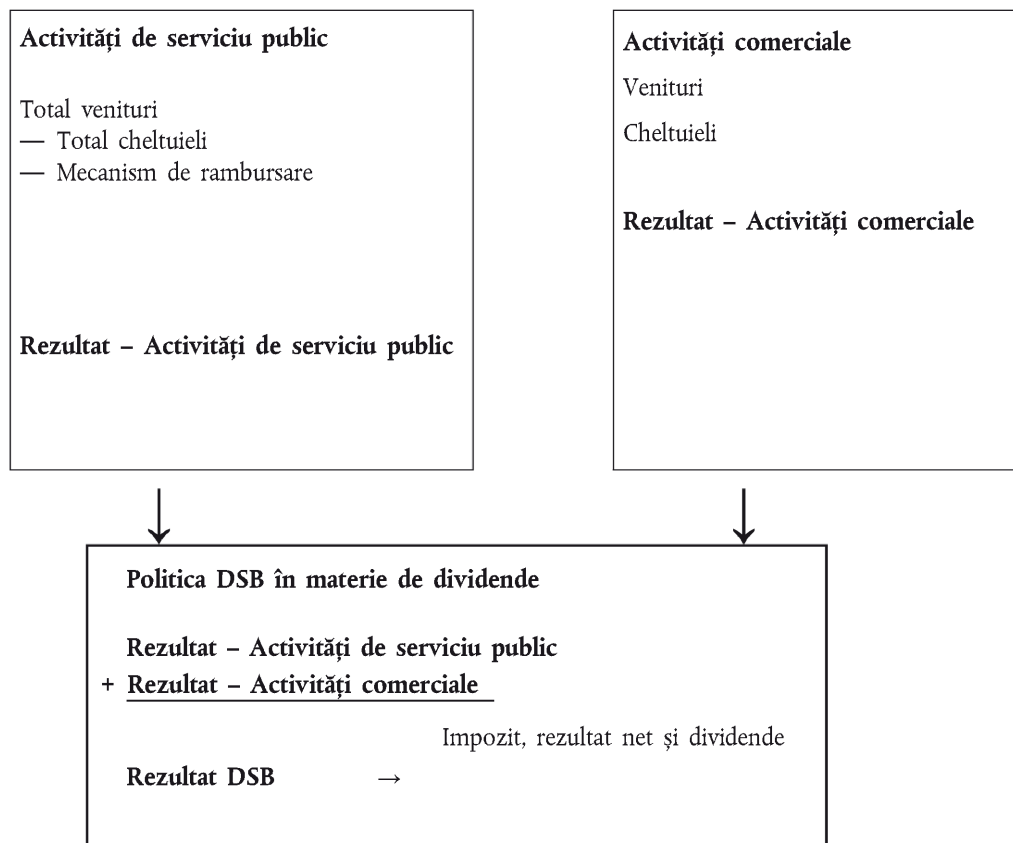 Activități de serviciu public
Total venituri
— Total cheltuieli
— Mecanism de rambursare
Rezultat – Activități de serviciu public
Activități comerciale
Venituri
Cheltuieli
Rezultat – Activități comerciale
Politica DSB în materie de dividende
Rezultat – Activități de serviciu public
+ Rezultat – Activități comerciale
Impozit, rezultat net și dividende
Rezultat DSB →